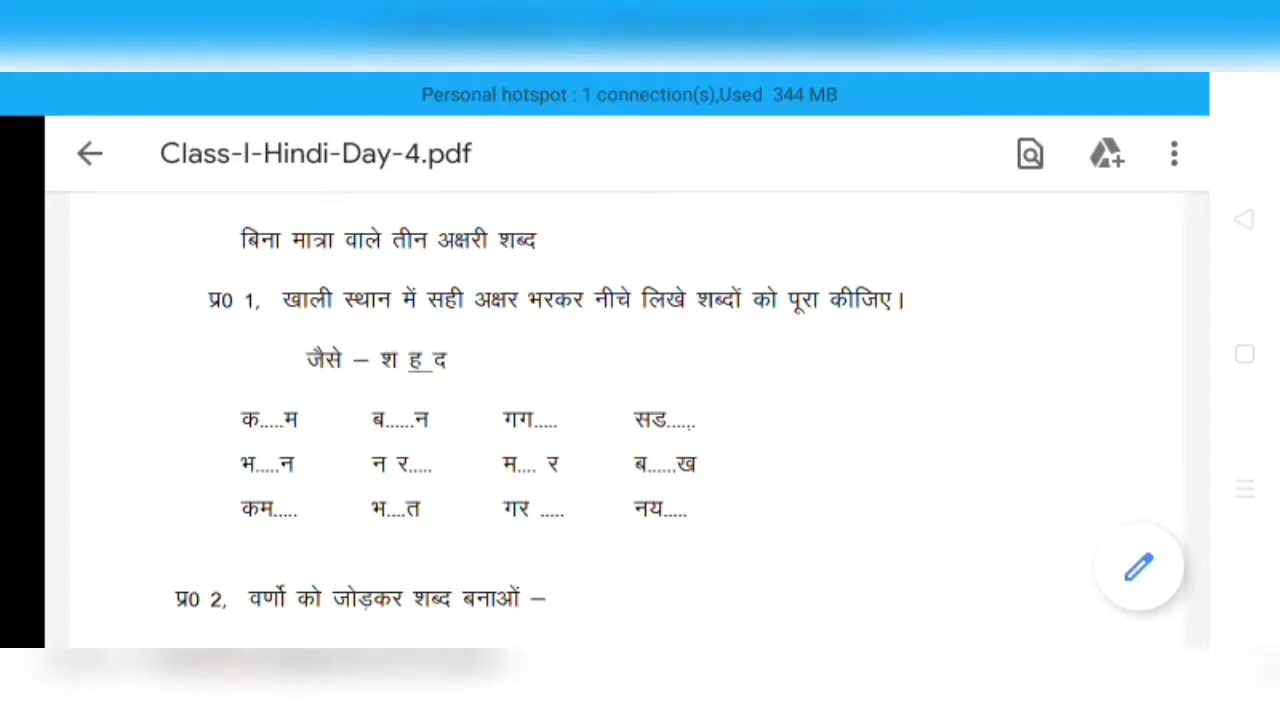 Personal hotspot : 1 connection(s),Used 344 MB
Class-I-Hindi-Day-4.pdf
बिना मात्रा वाले तीन अक्षरी शब्द
प्र0 1, खाली स्थान में सही अक्षर भरकर नीचे लिखे शब्दों को पूरा कीजिए।
जैसे – श ह_द
क.....म ब......न गग..... सड......
भ.....न न र..... म.... र ब......ख
कम..... भ....त गर ..... नय.....
प्र0 2, वर्णो को जोड़कर शब्द बनाओं –